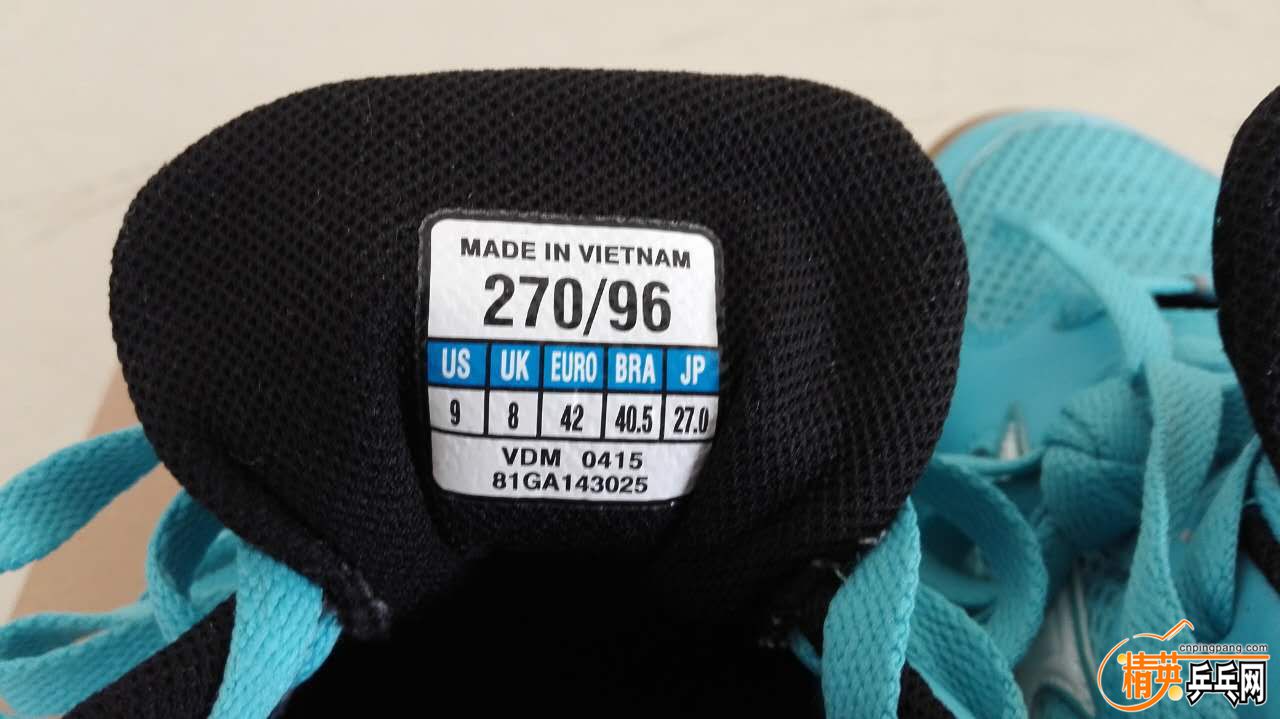 MADE IN VIETNAM
270/96
US UK EURO BRA JP
9 8 42 40.5 27.0
VDM 0415
81GA143025
cnpingpang.com
精英乒乓网